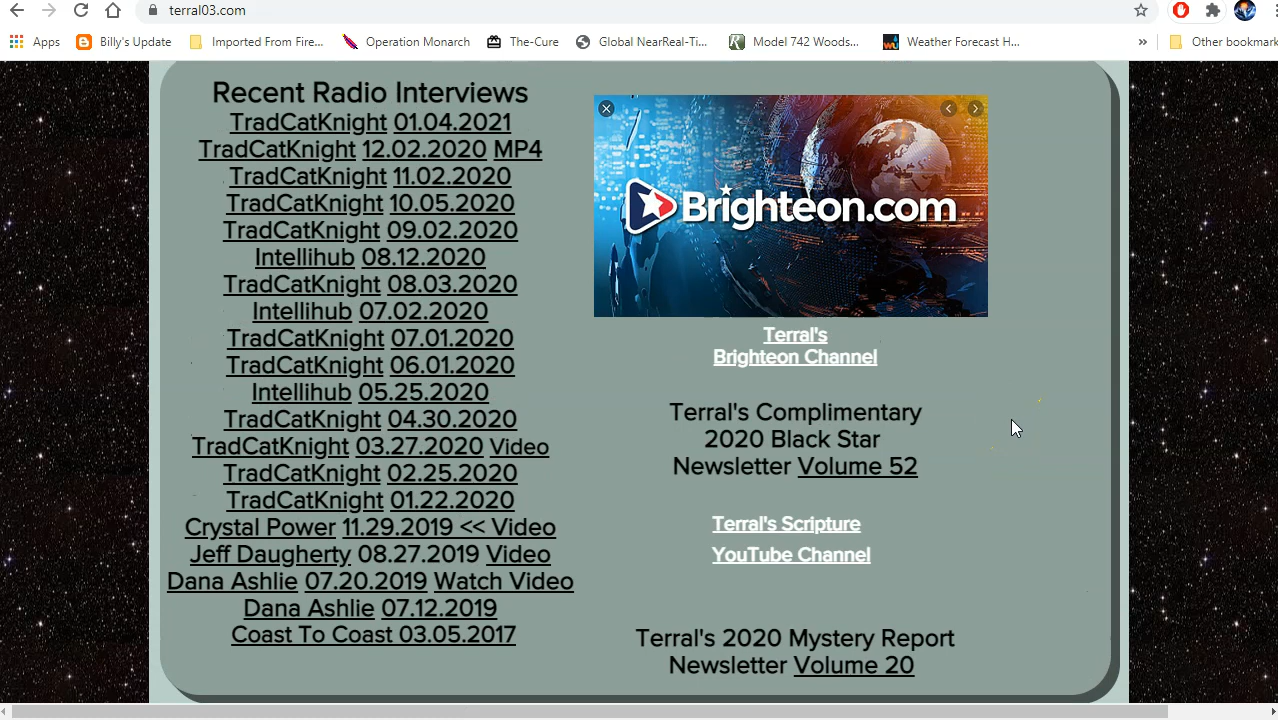 terral03.com
Apps Billy's Update Imported From Fire... Operation Monarch The-Cure Global NearReal-Ti... Model 742 Woods... Weather Forecast H... » Other bookmark
Recent Radio Interviews
TradCatKnight 01.04.2021
TradCatKnight 12.02.2020 MP4
TradCatKnight 11.02.2020
TradCatKnight 10.05.2020
TradCatKnight 09.02.2020
Intellihub 08.12.2020
TradCatKnight 08.03.2020
Intellihub 07.02.2020
TradCatKnight 07.01.2020
TradCatKnight 06.01.2020
Intellihub 05.25.2020
TradCatKnight 04.30.2020
TradCatKnight 03.27.2020 Video
TradCatKnight 02.25.2020
TradCatKnight 01.22.2020
Crystal Power 11.29.2019 << Video
Jeff Daugherty 08.27.2019 Video
Dana Ashlie 07.20.2019 Watch Video
Dana Ashlie 07.12.2019
Coast To Coast 03.05.2017
Brighteon.com
Terral's
Brighteon Channel
Terral's Complimentary
2020 Black Star
Newsletter Volume 52
Terral's Scripture
YouTube Channel
Terral's 2020 Mystery Report
Newsletter Volume 20